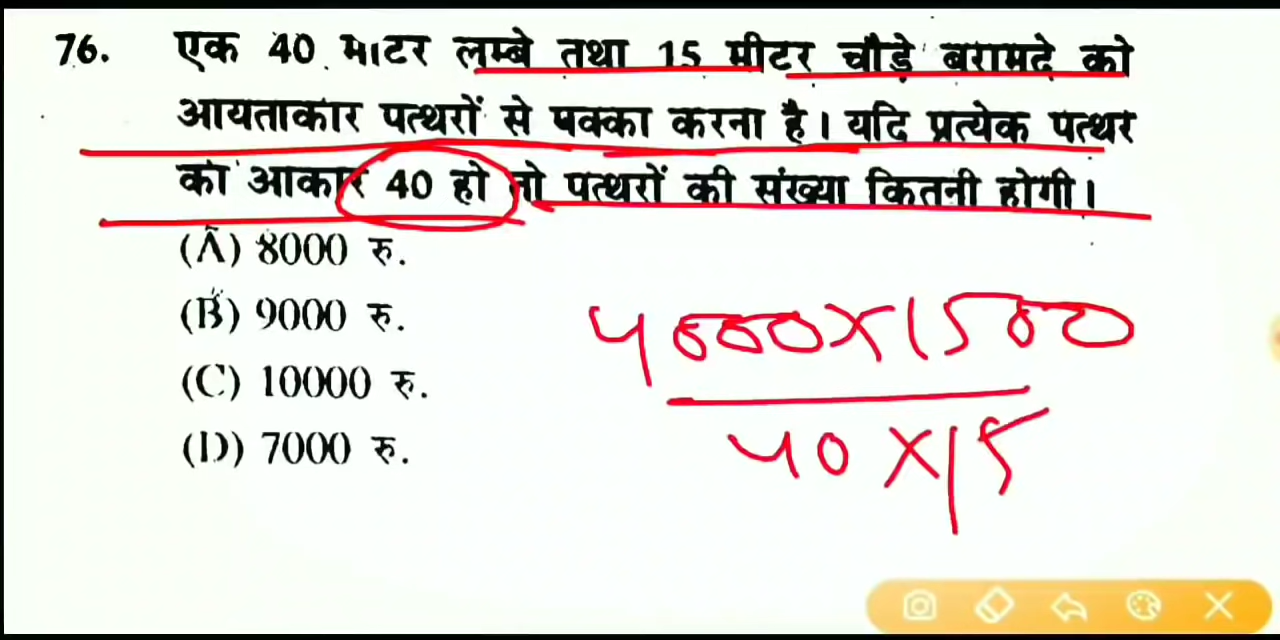 76. एक 40 मीटर लम्बे तथा 15 मीटर चौड़े बरामदे को
आयताकार पत्थरों से पक्का करना है। यदि प्रत्येक पत्थर
का आकार 40 हो तो पत्थरों की संख्या कितनी होगी।
(A) 8000 रु.
(B) 9000 रु.
(C) 10000 रु.
(D) 7000 रु.
4000×1500
40×15